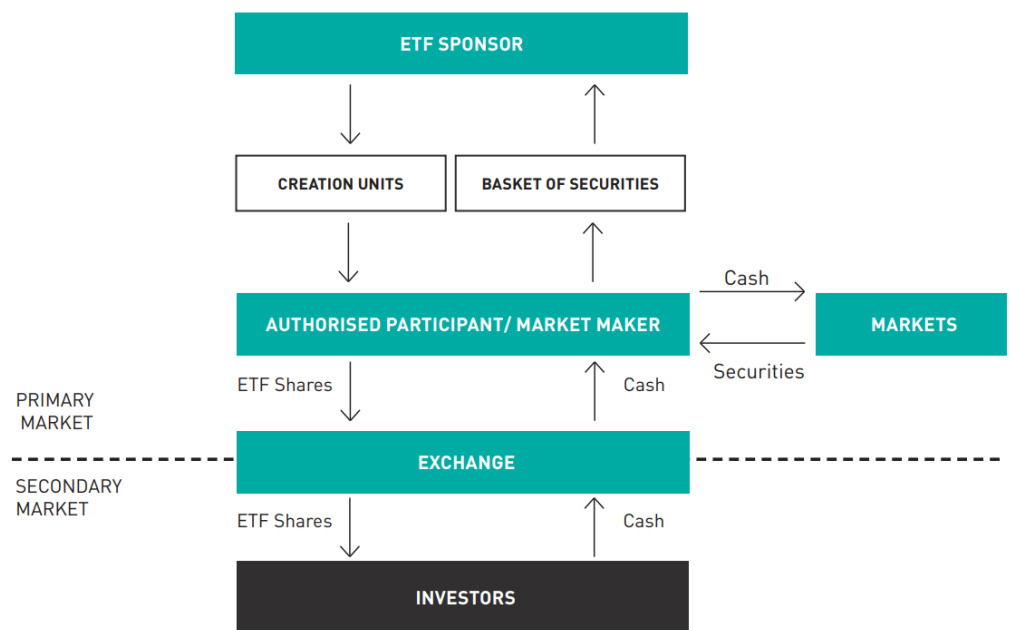 ETF SPONSOR
CREATION UNITS
BASKET OF SECURITIES
Cash
AUTHORISED PARTICIPANT/ MARKET MAKER
MARKETS
Securities
ETF Shares
Cash
PRIMARY
MARKET
EXCHANGE
SECONDARY
MARKET
ETF Shares
Cash
INVESTORS